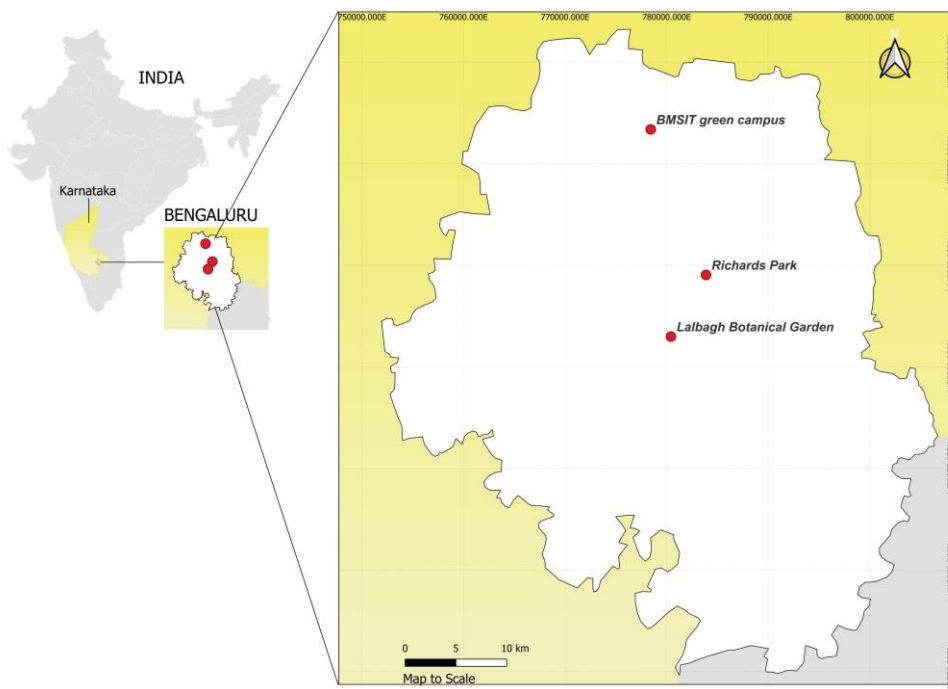 750000.000E 760000.000E 770000.000E 780000.000E 790000.000E 800000.000E
N
INDIA
BMSIT green campus
Karnataka
BENGALURU
Richards Park
Lalbagh Botanical Garden
0 5 10 km
Map to Scale